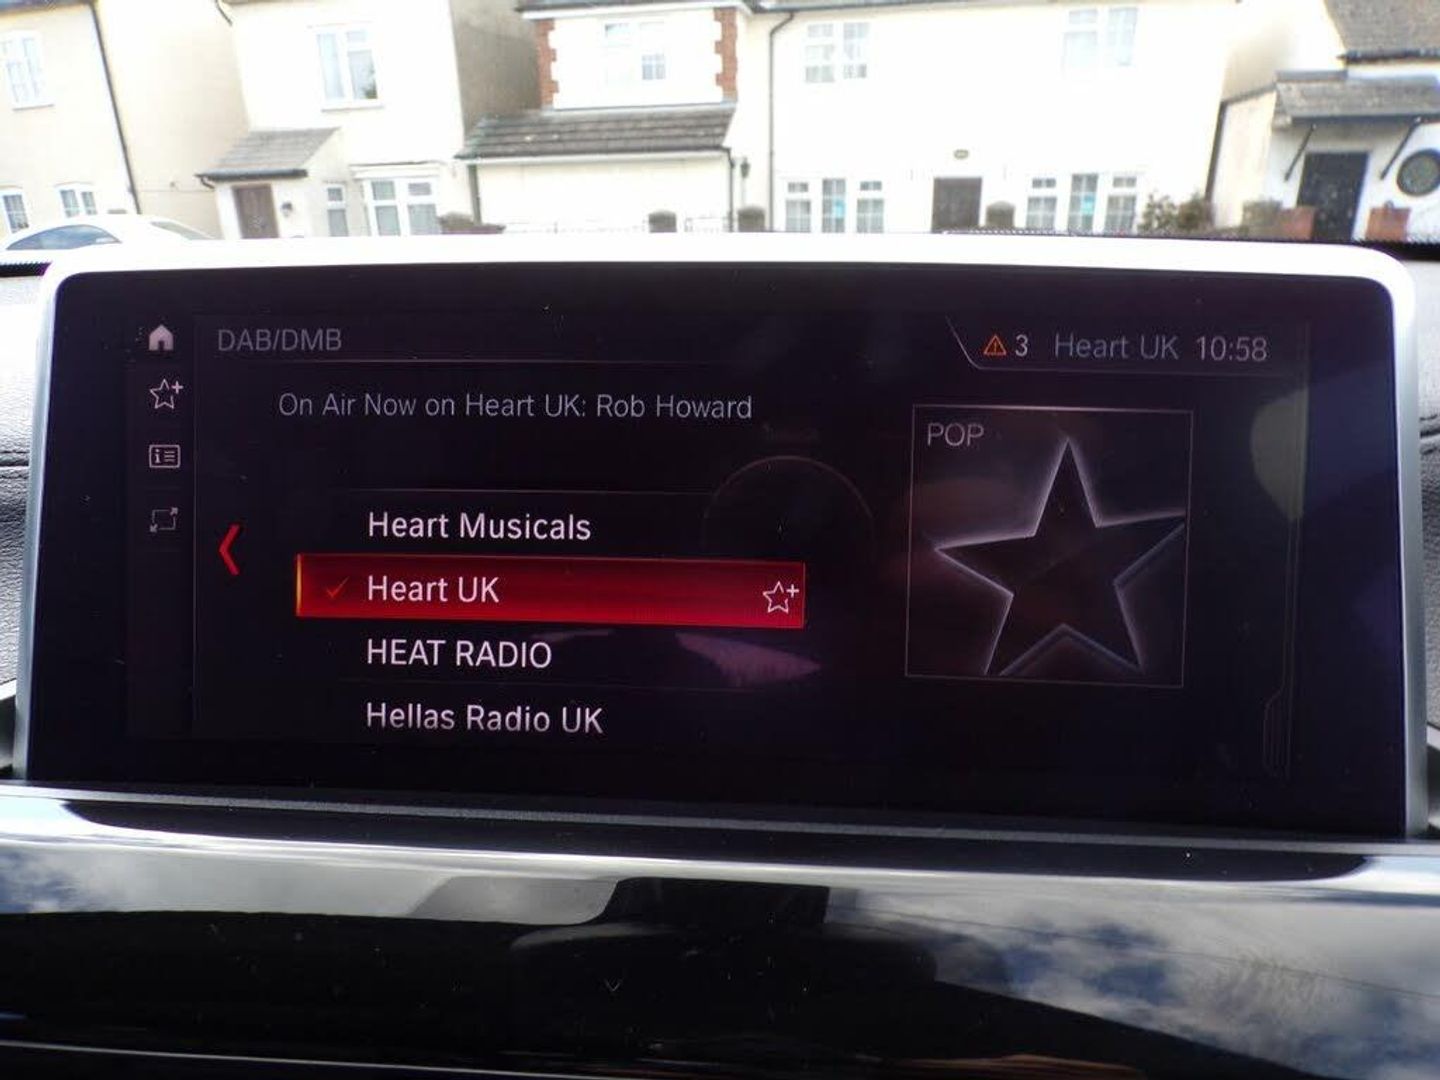 DAB/DMB
3 Heart UK 10:58
On Air Now on Heart UK: Rob Howard
POP
Heart Musicals
Heart UK
HEAT RADIO
Hellas Radio UK